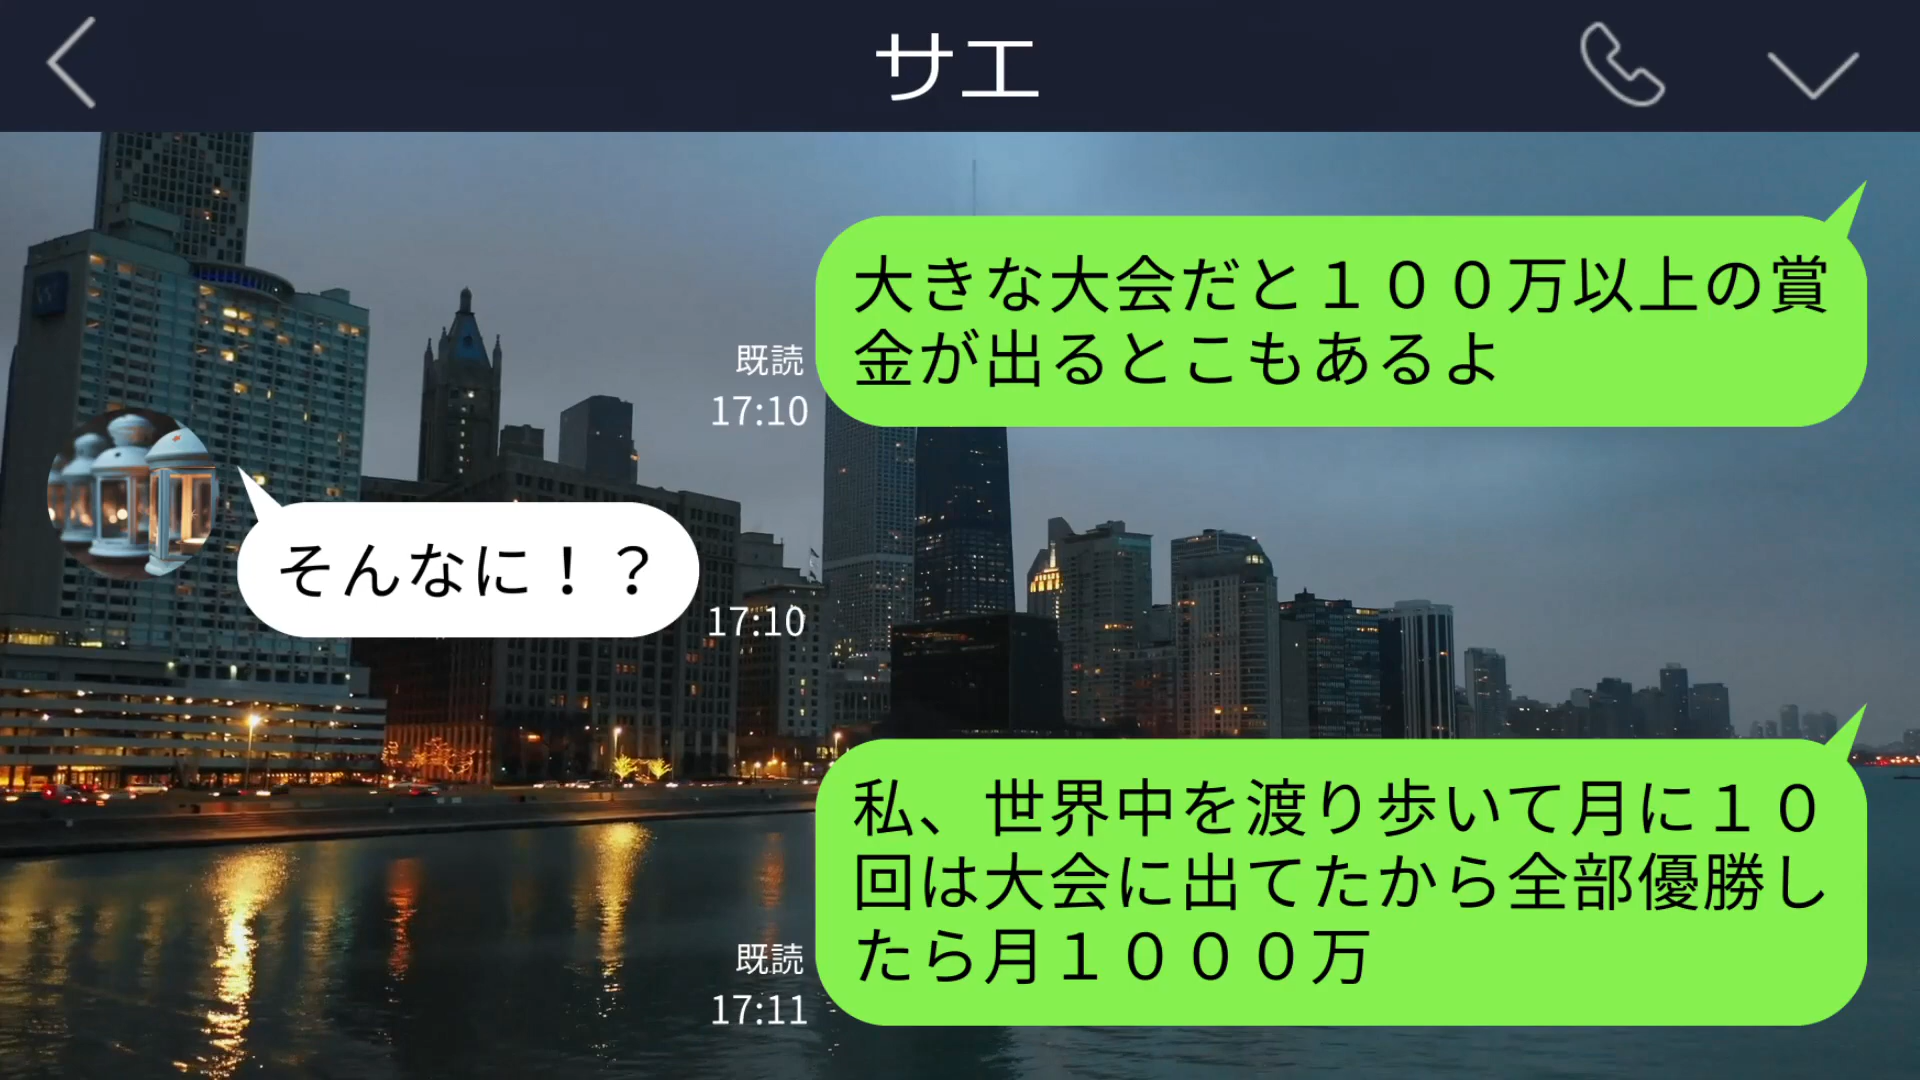 サエ
大きな大会だと１００万以上の賞
金が出るとこもあるよ
既読
17:10
そんなに！？
17:10
私、世界中を渡り歩いて月に１０
回は大会に出てたから全部優勝し
たら月１０００万
既読
17:11